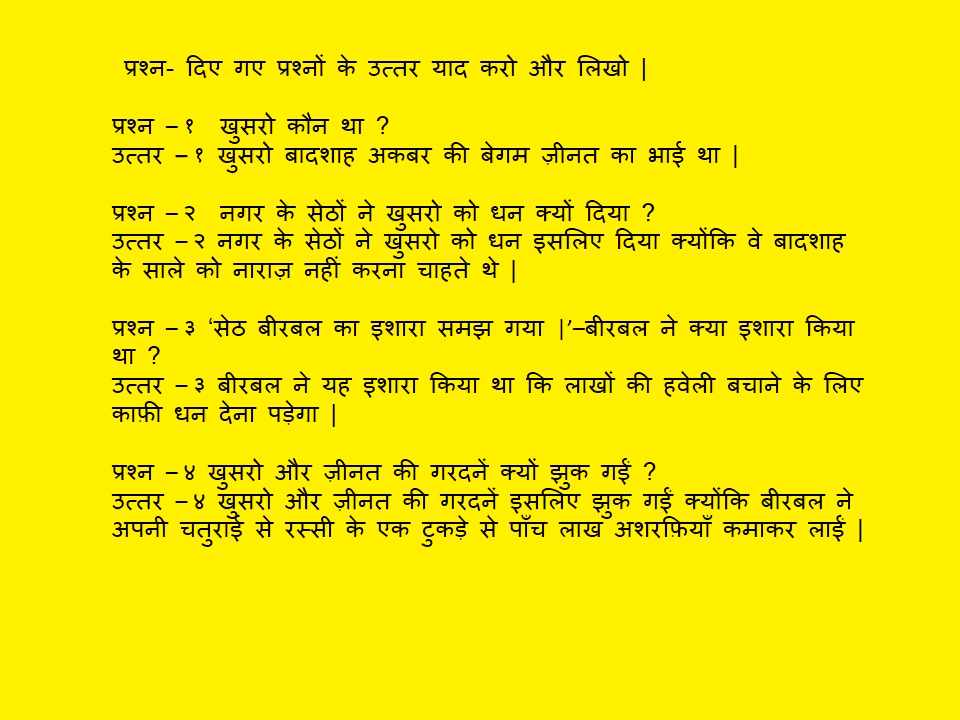 प्रश्न- दिए गए प्रश्नों के उत्तर याद करो और लिखो |
प्रश्न – १ खुसरो कौन था ?
उत्तर – १ खुसरो बादशाह अकबर की बेगम ज़ीनत का भाई था |
प्रश्न – २ नगर के सेठों ने खुसरो को धन क्यों दिया ?
उत्तर – २ नगर के सेठों ने खुसरो को धन इसलिए दिया क्योंकि वे बादशाह
के साले को नाराज़ नहीं करना चाहते थे |
प्रश्न – ३ ‘सेठ बीरबल का इशारा समझ गया |’–बीरबल ने क्या इशारा किया
था ?
उत्तर – ३ बीरबल ने यह इशारा किया था कि लाखों की हवेली बचाने के लिए
काफ़ी धन देना पड़ेगा |
प्रश्न – ४ खुसरो और ज़ीनत की गरदनें क्यों झुक गईं ?
उत्तर – ४ खुसरो और ज़ीनत की गरदनें इसलिए झुक गईं क्योंकि बीरबल ने
अपनी चतुराई से रस्सी के एक टुकड़े से पाँच लाख अशरफ़ियाँ कमाकर लाईं |